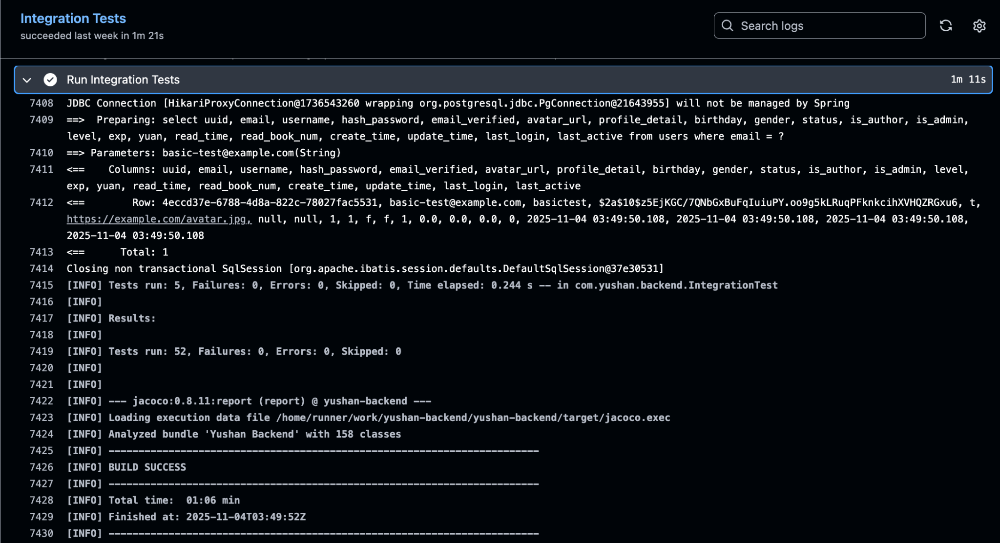 Integration Tests
succeeded last week in 1m 21s
Search logs
Run Integration Tests
1m 11s
7408 JDBC Connection [HikariProxyConnection@1736543260 wrapping org.postgresql.jdbc.PgConnection@21643955] will not be managed by Spring
7409 ==>  Preparing: select uuid, email, username, hash_password, email_verified, avatar_url, profile_detail, birthday, gender, status, is_author, is_admin,
level, exp, yuan, read_time, read_book_num, create_time, update_time, last_login, last_active from users where email = ?
7410 ==> Parameters: basic-test@example.com(String)
7411 <==    Columns: uuid, email, username, hash_password, email_verified, avatar_url, profile_detail, birthday, gender, status, is_author, is_admin, level,
exp, yuan, read_time, read_book_num, create_time, update_time, last_login, last_active
7412 <==        Row: 4eccd37e-6788-4d8a-822c-78027fac5531, basic-test@example.com, basictest, $2a$10$z5EjKGC/7QNbGxBuFqIuiuPY.oo9g5kLRuqPFknkcihXVHQZRGxu6, t,
https://example.com/avatar.jpg, null, null, 1, 1, f, f, 1, 0.0, 0.0, 0.0, 0, 2025-11-04 03:49:50.108, 2025-11-04 03:49:50.108, 2025-11-04 03:49:50.108,
2025-11-04 03:49:50.108
7413 <==      Total: 1
7414 Closing non transactional SqlSession [org.apache.ibatis.session.defaults.DefaultSqlSession@37e30531]
7415 [INFO] Tests run: 5, Failures: 0, Errors: 0, Skipped: 0, Time elapsed: 0.244 s -- in com.yushan.backend.IntegrationTest
7416 [INFO]
7417 [INFO] Results:
7418 [INFO]
7419 [INFO] Tests run: 52, Failures: 0, Errors: 0, Skipped: 0
7420 [INFO]
7421 [INFO]
7422 [INFO] --- jacoco:0.8.11:report (report) @ yushan-backend ---
7423 [INFO] Loading execution data file /home/runner/work/yushan-backend/yushan-backend/target/jacoco.exec
7424 [INFO] Analyzed bundle 'Yushan Backend' with 158 classes
7425 [INFO] ------------------------------------------------------------------------
7426 [INFO] BUILD SUCCESS
7427 [INFO] ------------------------------------------------------------------------
7428 [INFO] Total time:  01:06 min
7429 [INFO] Finished at: 2025-11-04T03:49:52Z
7430 [INFO] ------------------------------------------------------------------------